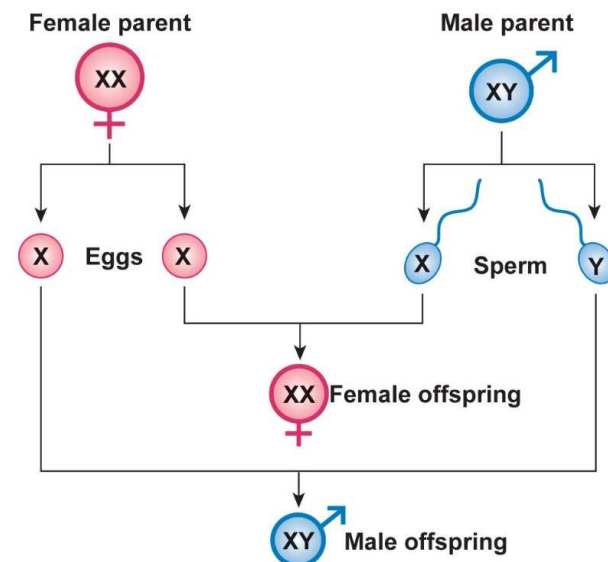 Female parent
Male parent
XX
XY
X
Eggs
X
X
Sperm
Y
XX Female offspring
XY Male offspring